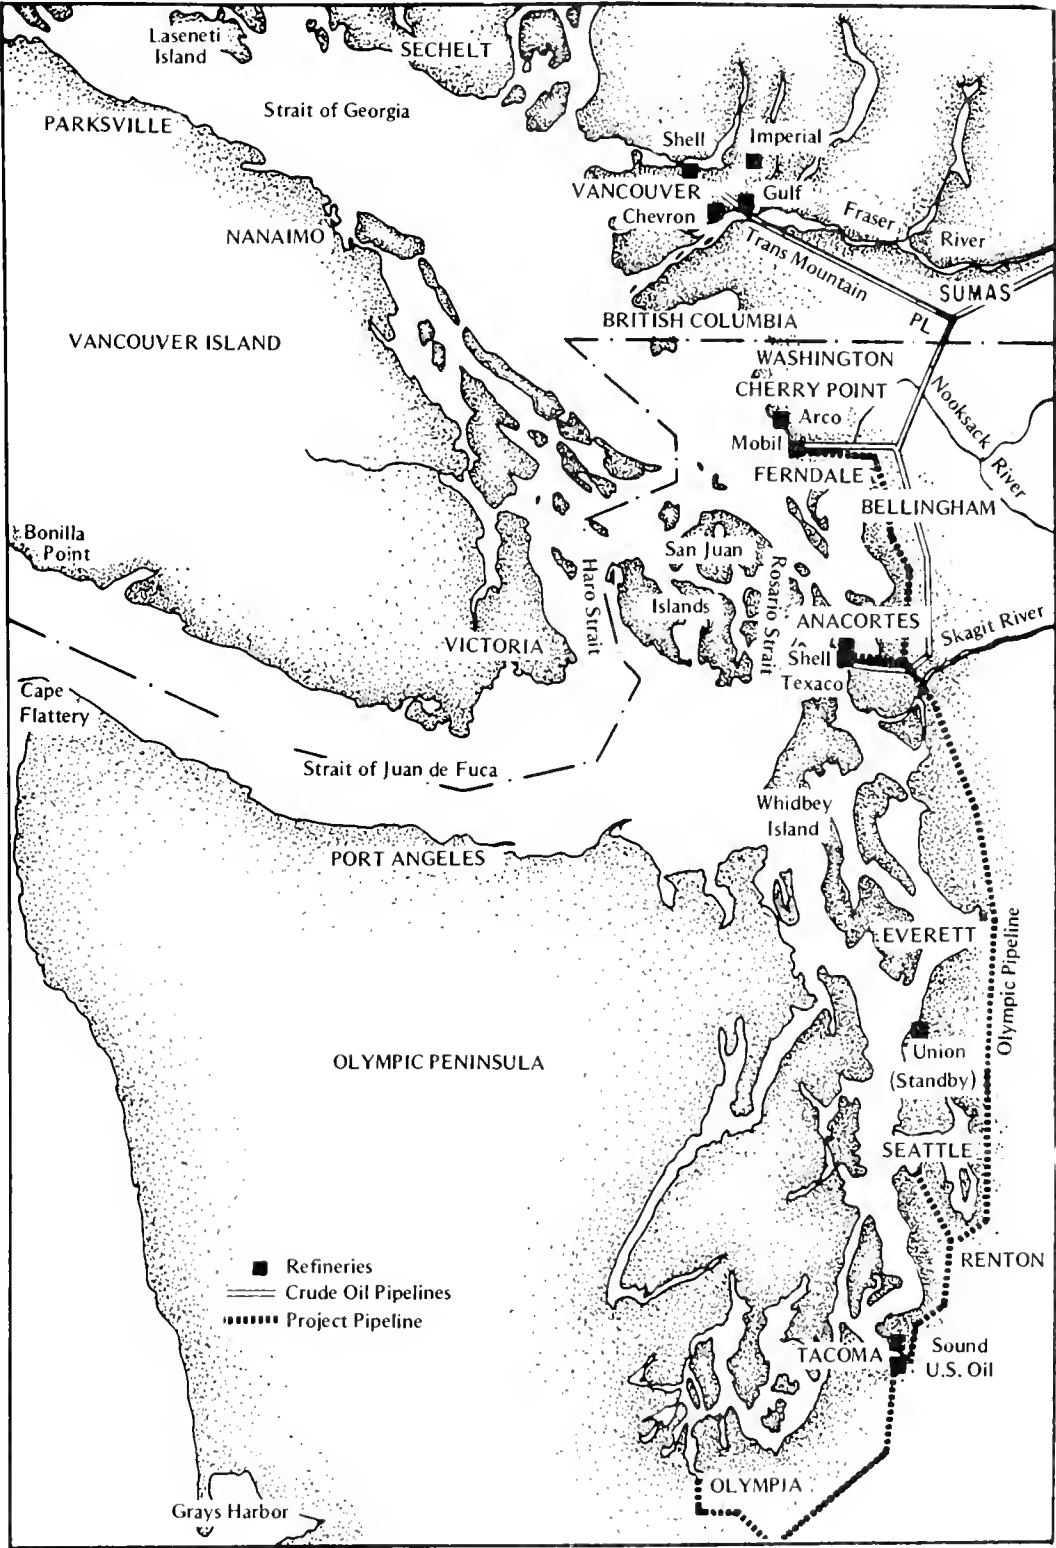 Laseneti
Island
SECHELT
Strait of Georgia
PARKSVILLE
Shell
Imperial
VANCOUVER
Gulf
Chevron
Fraser
River
NANAIMO
Trans Mountain
PL
SUMAS
BRITISH COLUMBIA
VANCOUVER ISLAND
WASHINGTON
CHERRY POINT
Arco
Nooksack
River
Mobil
FERNDALE
BELLINGHAM
Bonilla
Point
San Juan
Islands
Haro Strait
Rosario Strait
ANACORTES
Skagit River
VICTORIA
Shell
Texaco
Cape
Flattery
Strait of Juan de Fuca
Whidbey
Island
PORT ANGELES
EVERETT
Olympic Pipeline
OLYMPIC PENINSULA
Union
(Standby)
SEATTLE
RENTON
Refineries
Crude Oil Pipelines
Project Pipeline
TACOMA
Sound
U.S. Oil
OLYMPIA
Grays Harbor